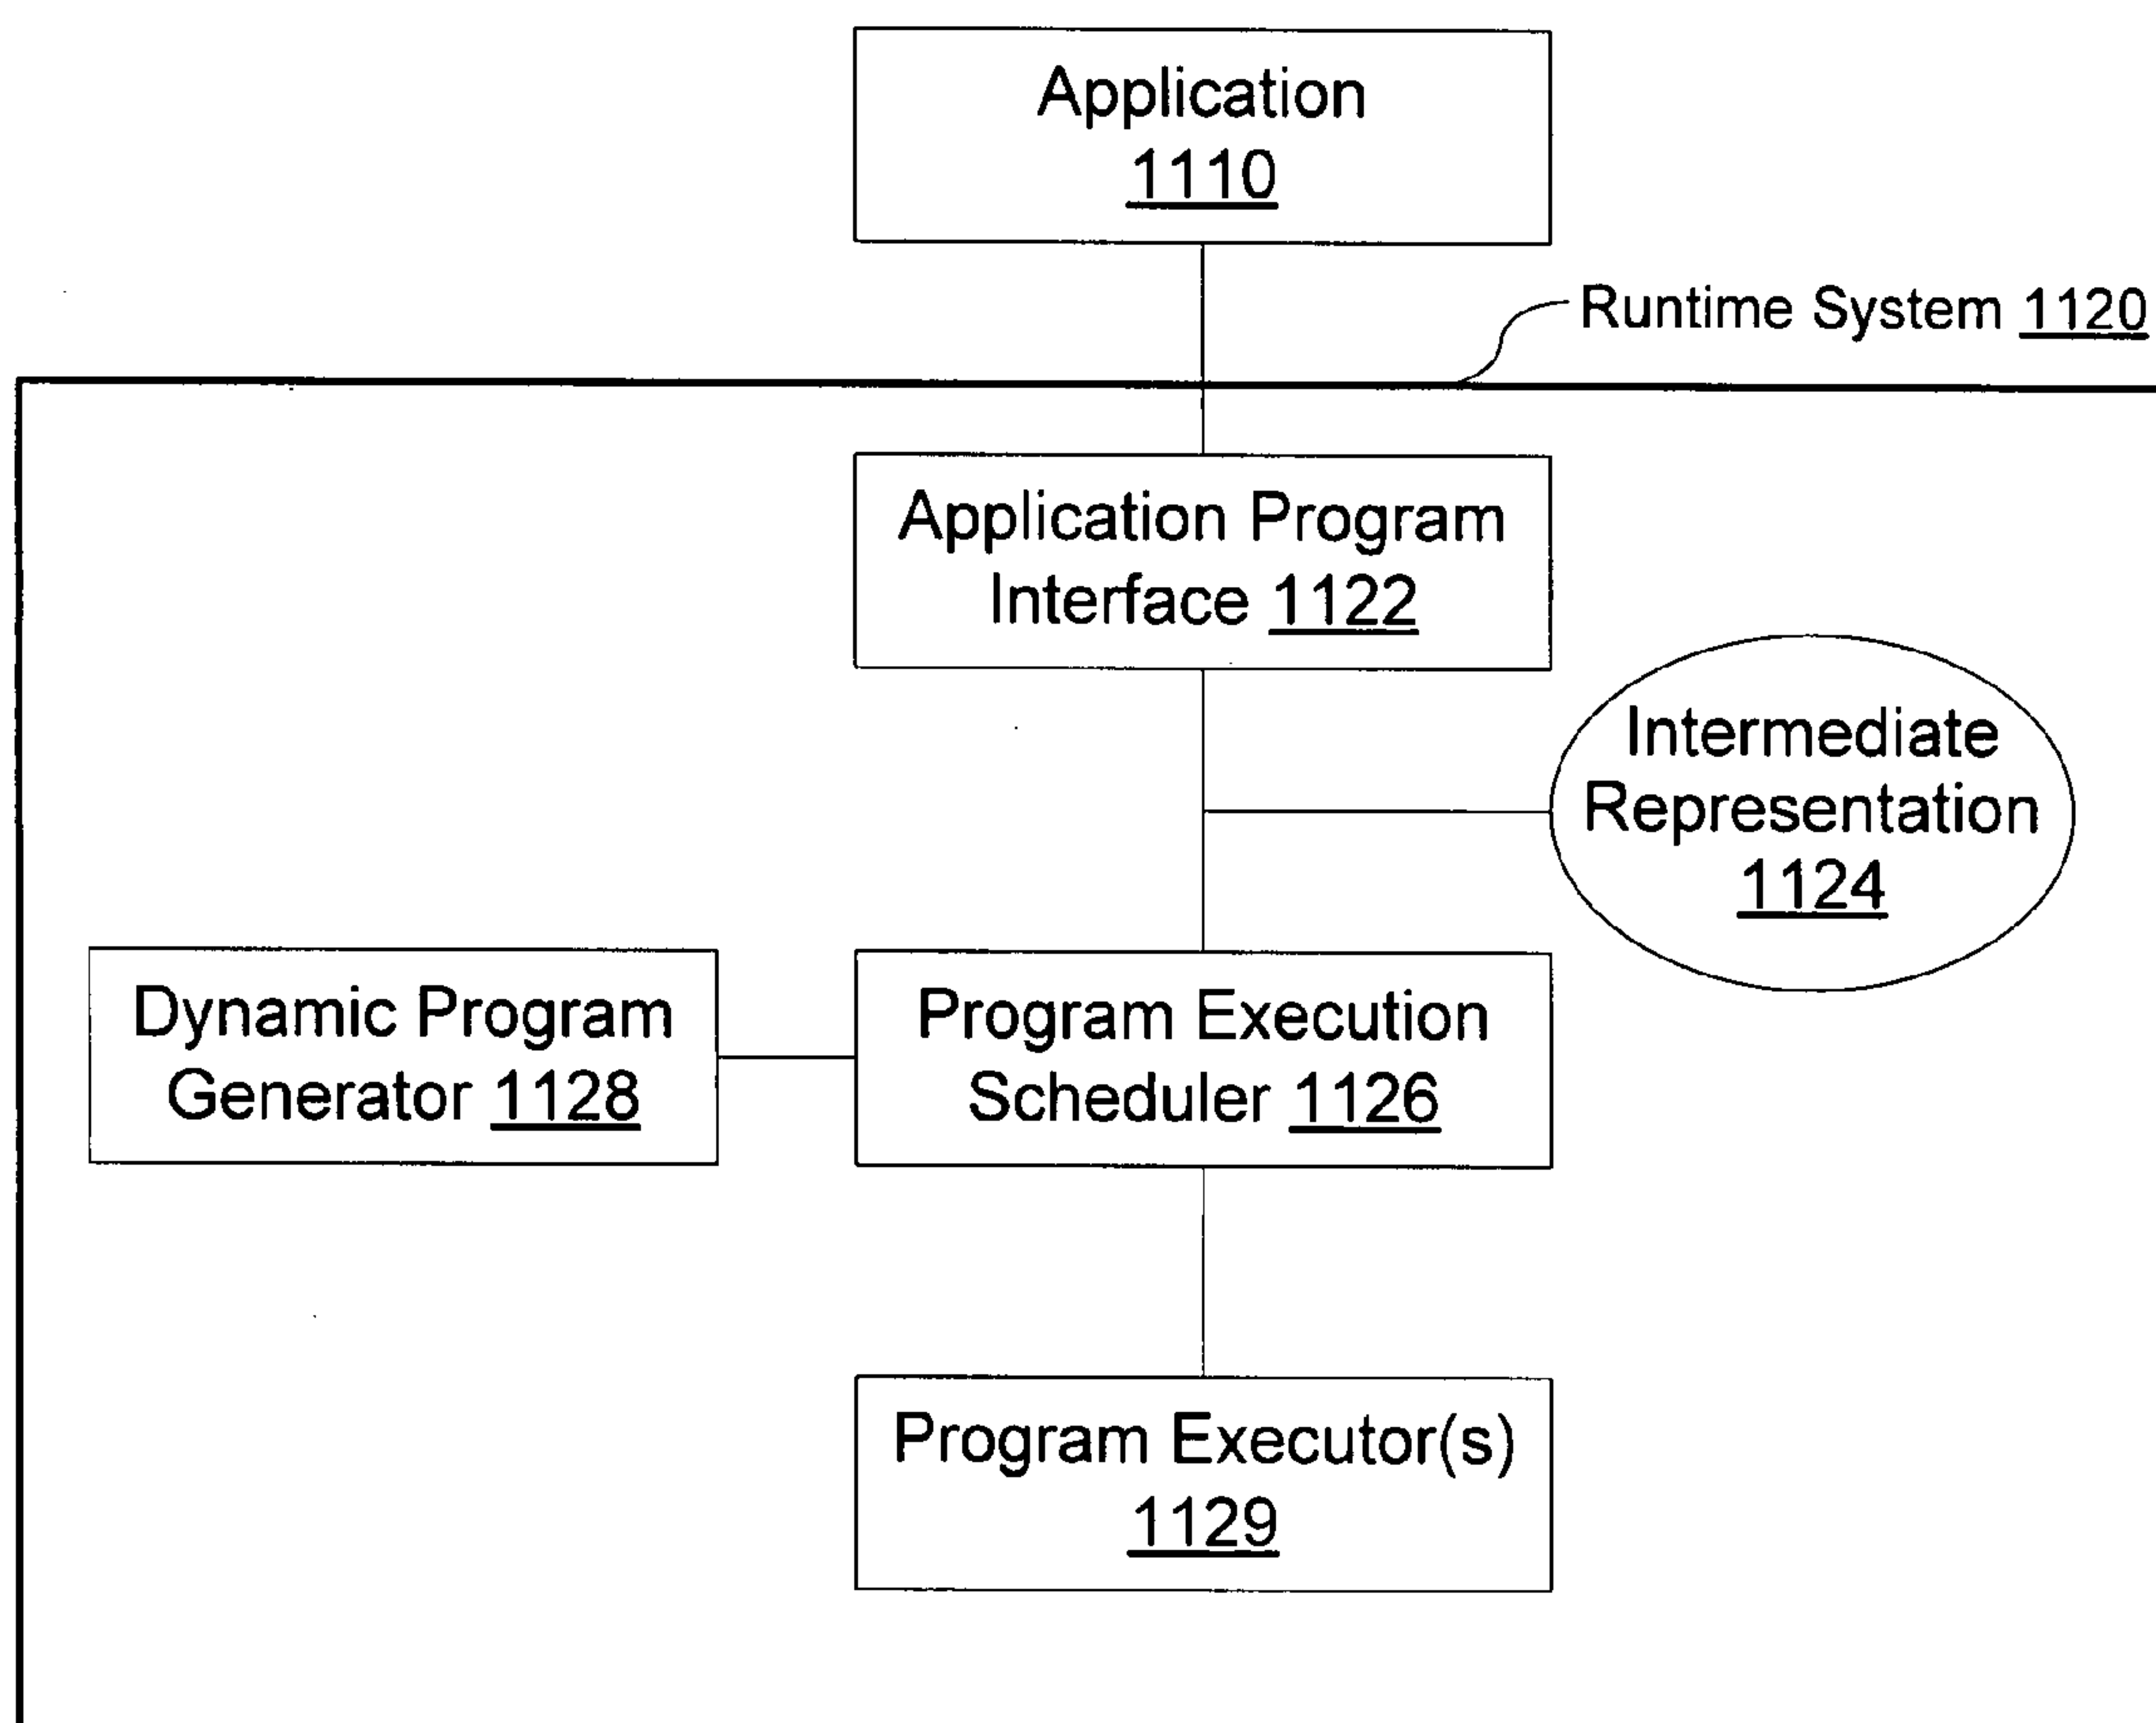 Application
1110
Runtime System 1120
Application Program
Interface 1122
Intermediate
Representation
1124
Dynamic Program
Generator 1128
Program Execution
Scheduler 1126
Program Executor(s)
1129